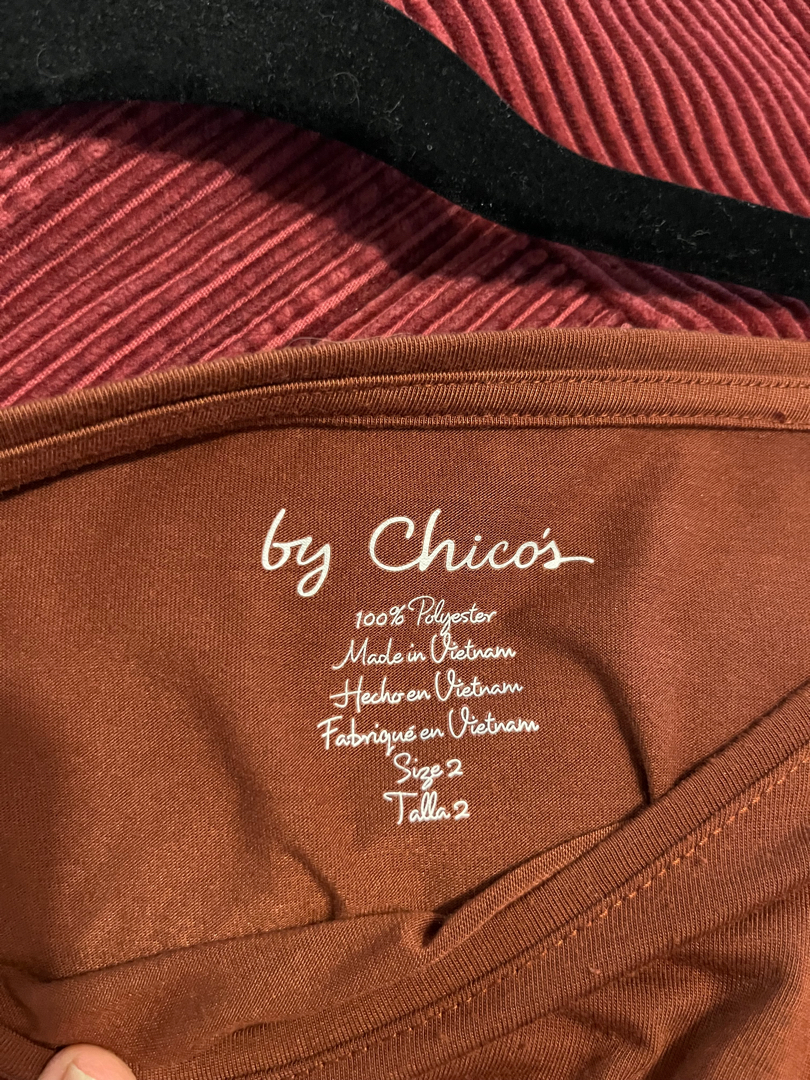 by Chico's
100% Polyester
Made in Vietnam
Hecho en Vietnam
Fabriqué en Vietnam
Size 2
Talla 2